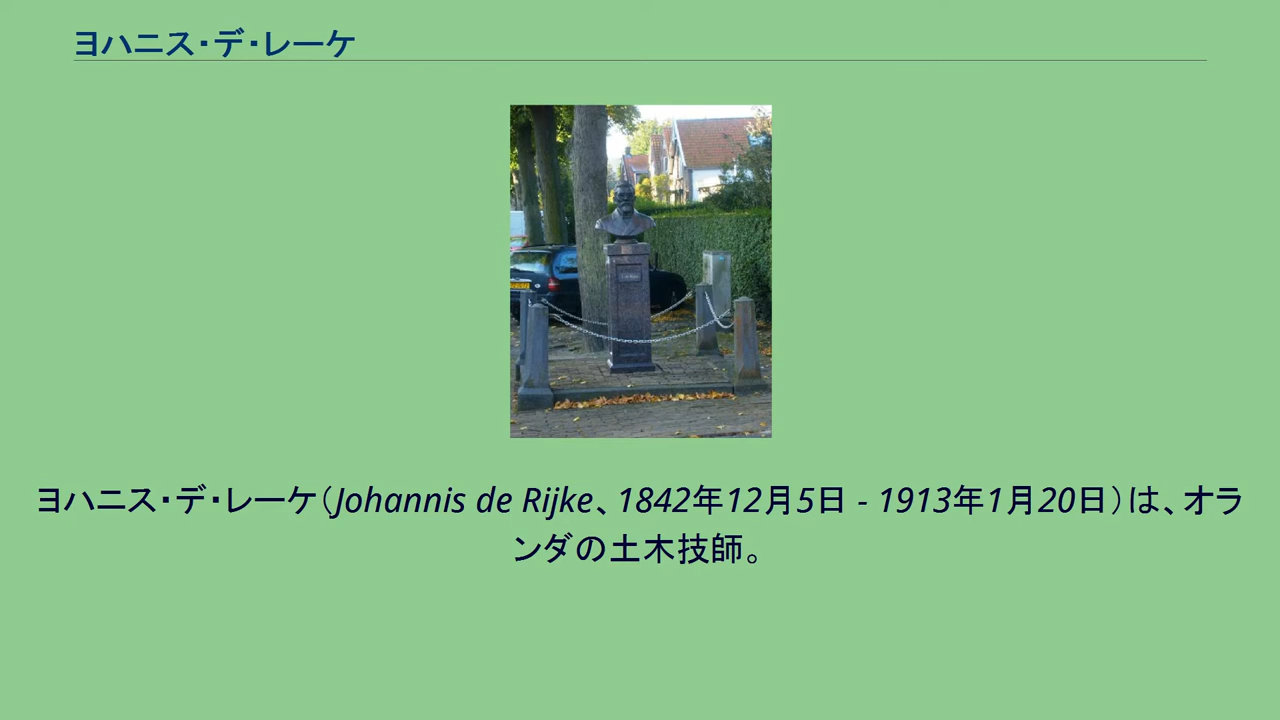 ヨハニス・デ・レーケ
ヨハニス・デ・レーケ（Johannis de Rijke、1842年12月5日 - 1913年1月20日）は、オラ
ンダの土木技師。